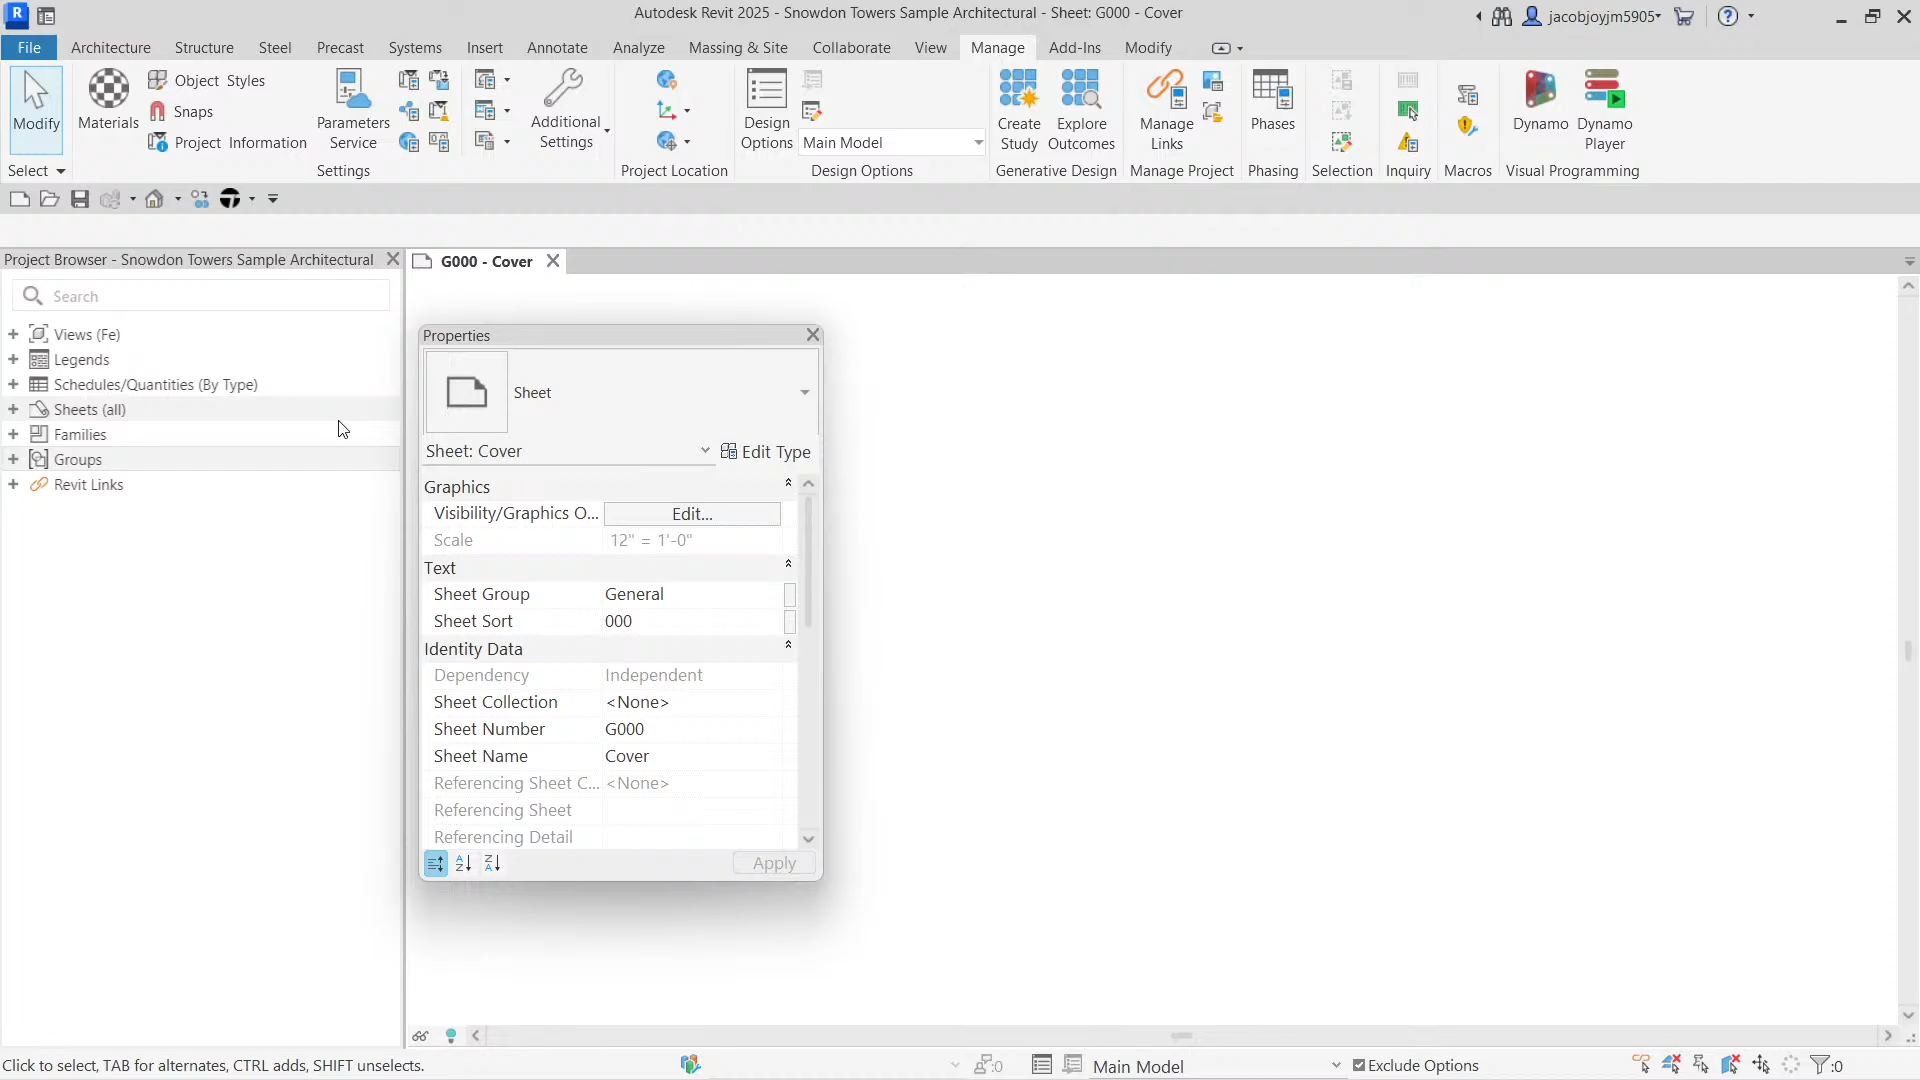 R
Autodesk Revit 2025 - Snowdon Towers Sample Architectural - Sheet: G000 - Cover
jacobjoyjm5905
File
Architecture
Structure
Steel
Precast
Systems
Insert
Annotate
Analyze
Massing & Site
Collaborate
View
Manage
Add-Ins
Modify
Modify
Materials
Object Styles
Snaps
Project Information
Parameters
Service
Additional
Settings
Design
Options
Main Model
Create
Study
Explore
Outcomes
Manage
Links
Phases
Dynamo
Dynamo
Player
Select
Settings
Project Location
Design Options
Generative Design
Manage Project
Phasing
Selection
Inquiry
Macros
Visual Programming
Project Browser - Snowdon Towers Sample Architectural
G000 - Cover
Search
Views (Fe)
Legends
Schedules/Quantities (By Type)
Sheets (all)
Families
Groups
Revit Links
Properties
Sheet
Sheet: Cover
Edit Type
Graphics
Visibility/Graphics O... Edit...
Scale 12" = 1'-0"
Text
Sheet Group General
Sheet Sort 000
Identity Data
Dependency Independent
Sheet Collection <None>
Sheet Number G000
Sheet Name Cover
Referencing Sheet C... <None>
Referencing Sheet
Referencing Detail
Apply
Click to select, TAB for alternates, CTRL adds, SHIFT unselects.
:0
Main Model
Exclude Options
:0